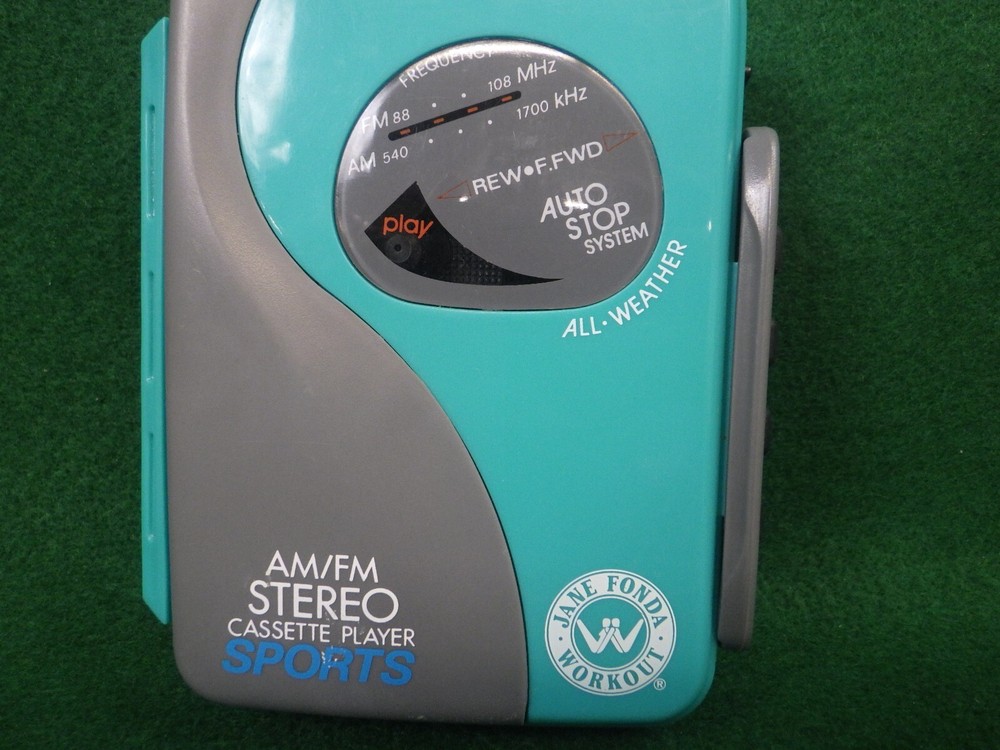 FREQUENCY
FM 88 108 MHz
AM 540 1700 kHz
REW•F.FWD
play
AUTO
STOP
SYSTEM
ALL•WEATHER
AM/FM
STEREO
CASSETTE PLAYER
SPORTS
• JANE FONDA •
WORKOUT
W
®